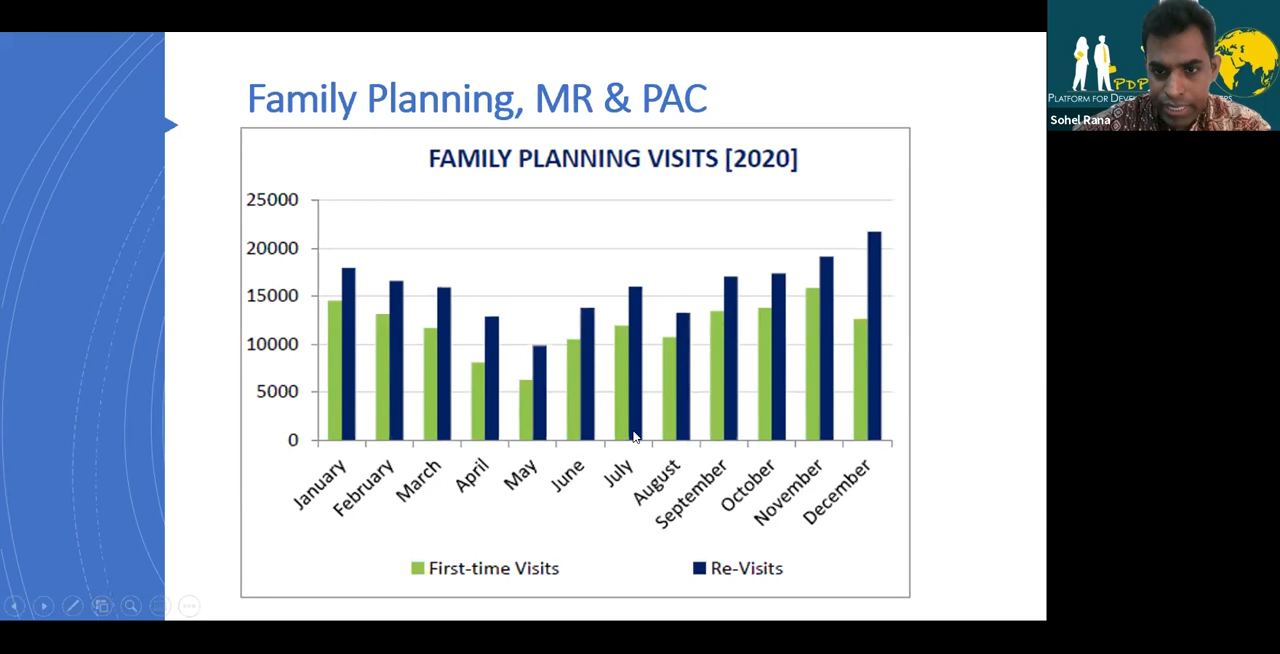 Family Planning, MR & PAC
FAMILY PLANNING VISITS [2020]
25000
20000
15000
10000
5000
0
January
February
March
April
May
June
July
August
September
October
November
December
First-time Visits
Re-Visits
PDP
PLATFORM FOR
Sohel Rana